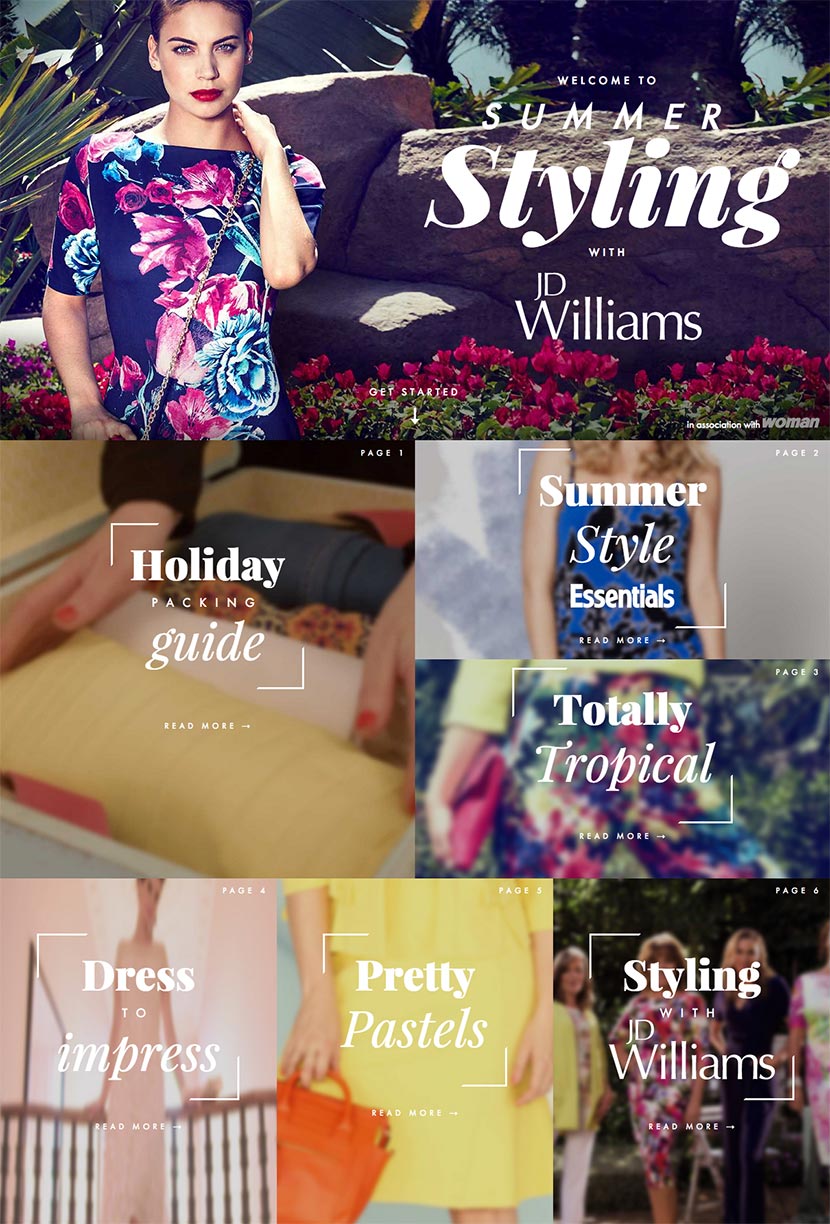 WELCOME TO
SUMMER
Styling
WITH
JD
Williams
GET STARTED
↓
in association with woman
PAGE 1
Holiday
PACKING
guide
READ MORE →
PAGE 2
Summer
Style
Essentials
READ MORE →
PAGE 3
Totally
Tropical
READ MORE →
PAGE 4
Dress
TO
impress
READ MORE →
PAGE 5
Pretty
Pastels
READ MORE →
PAGE 6
Styling
WITH
JD
Williams
READ MORE →